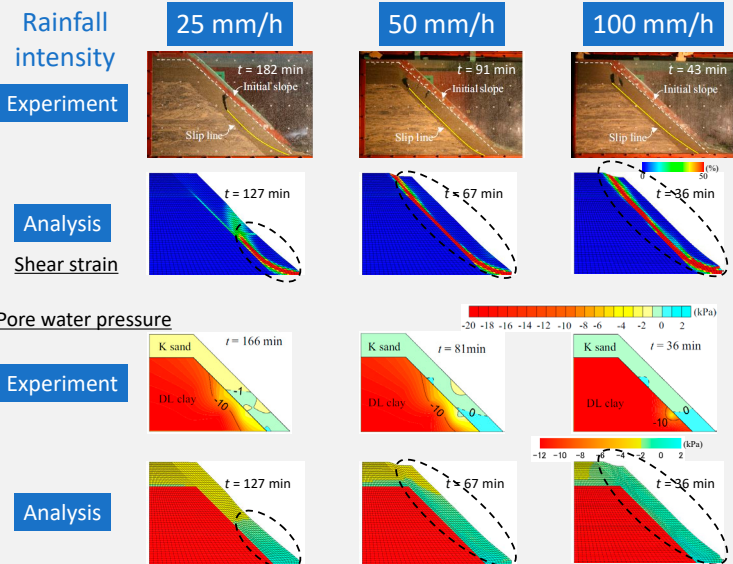 Rainfall intensity
25 mm/h
50 mm/h
100 mm/h
Experiment
t = 182 min
Initial slope
Slip line
t = 91 min
Initial slope
Slip line
t = 43 min
Initial slope
Slip line
0 50 (%)
Analysis
Shear strain
t = 127 min
t = 67 min
t = 36 min
Pore water pressure
-20 -18 -16 -14 -12 -10 -8 -6 -4 -2 0 2 (kPa)
Experiment
K sand
t = 166 min
DL clay
-1
-10
K sand
t = 81min
DL clay
-10
0
K sand
t = 36 min
DL clay
-10
0
-12 -10 -8 -6 -4 -2 0 2 (kPa)
Analysis
t = 127 min
t = 67 min
t = 36 min